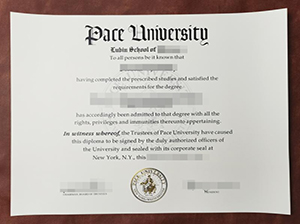 Pace University
Lubin School of
To all persons be it known that
having completed the prescribed studies and satisfied the
requirements for the degree
has accordingly been admitted to that degree with all the
rights, privileges and immunities thereunto appertaining.
In witness whereof, the Trustees of Pace University have caused
this diploma to be signed by the duly authorized officers of
the University and sealed with its corporate seal at
New York, N.Y., this